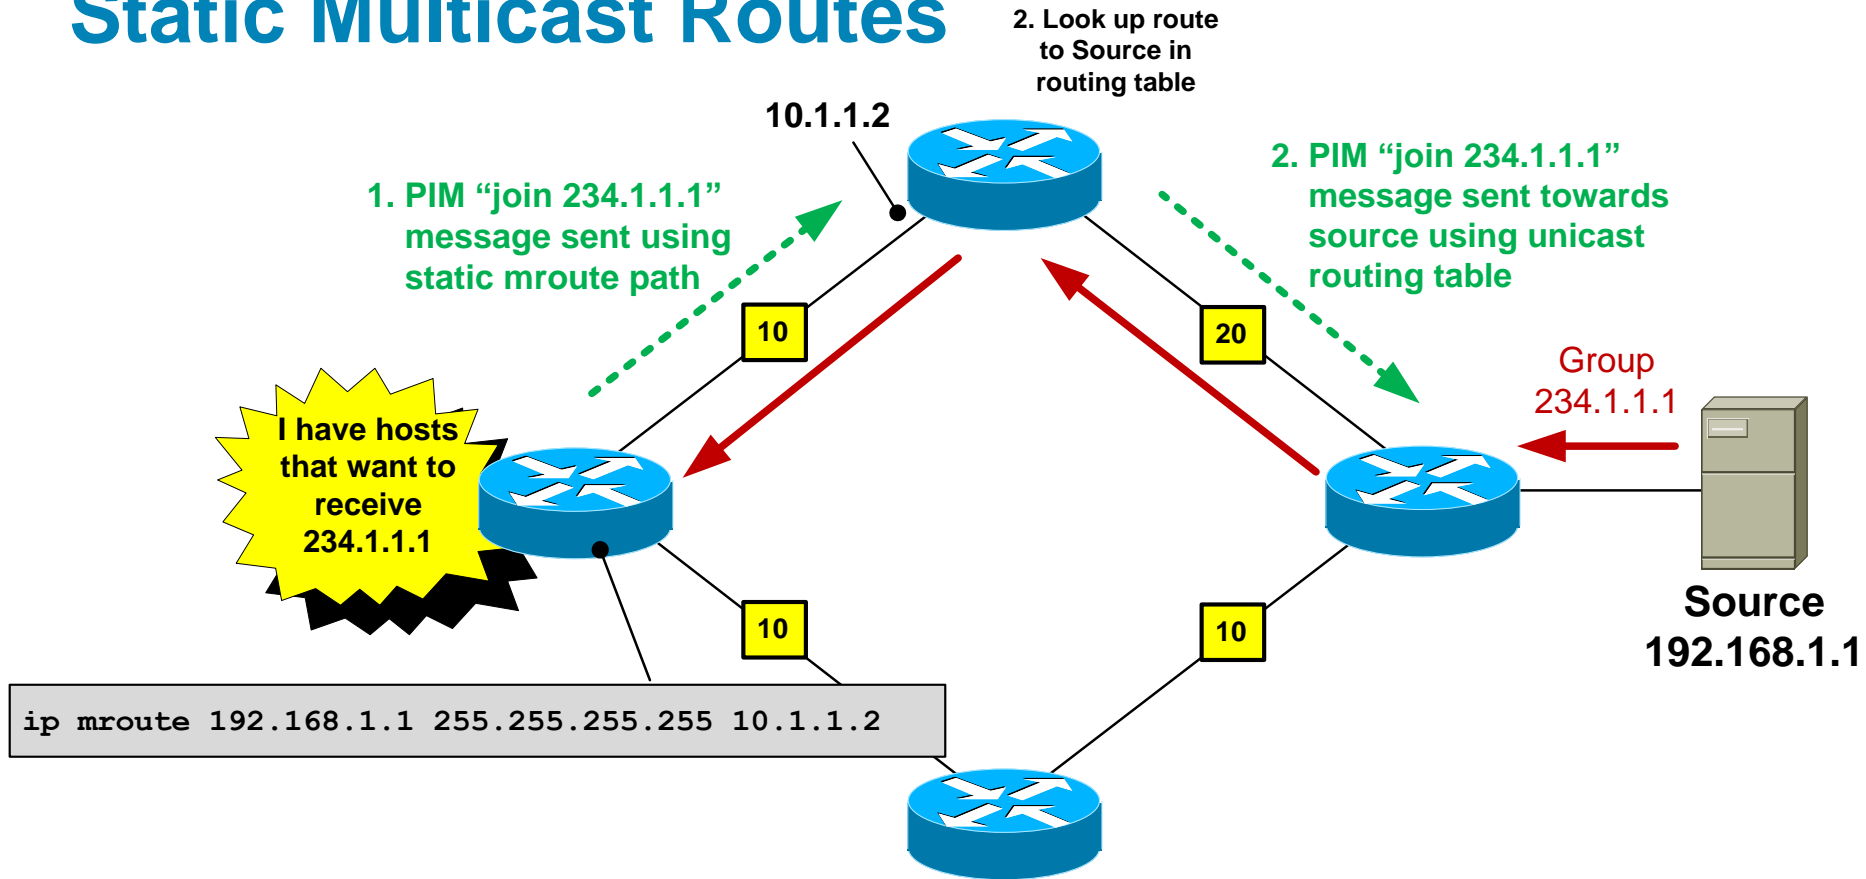 Static Multicast Routes
2. Look up route
to Source in
routing table
10.1.1.2
1. PIM “join 234.1.1.1”
message sent using
static mroute path
2. PIM “join 234.1.1.1”
message sent towards
source using unicast
routing table
10
20
Group
234.1.1.1
I have hosts
that want to
receive
234.1.1.1
10
10
Source
192.168.1.1
ip mroute 192.168.1.1 255.255.255.255 10.1.1.2